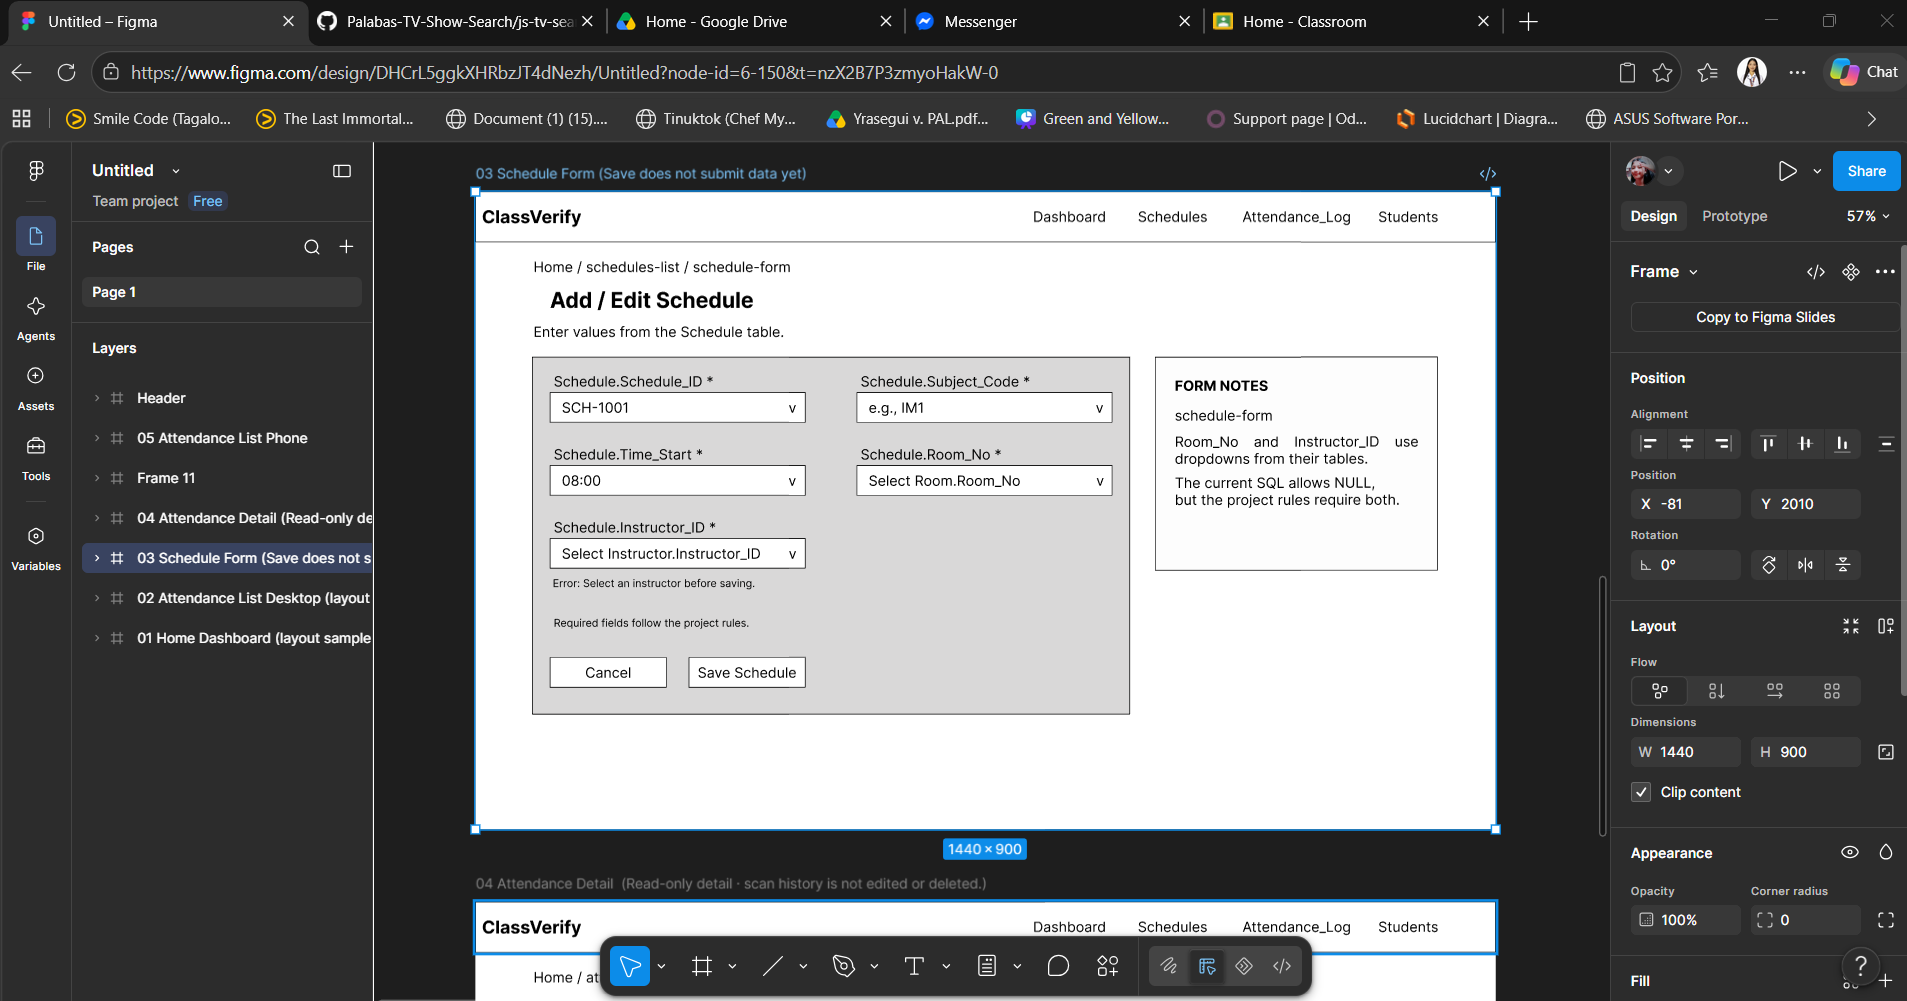 Untitled – Figma
Palabas-TV-Show-Search/js-tv-sea
Home - Google Drive
Messenger
Home - Classroom
https://www.figma.com/design/DHCrL5ggkXHRbzJT4dNezh/Untitled?node-id=6-150&t=nzX2B7P3zmyoHakW-0
Chat
Smile Code (Tagalo...
The Last Immortal...
Document (1) (15)....
Tinuktok (Chef My...
Yrasegui v. PAL.pdf...
Green and Yellow...
Support page | Od...
Lucidchart | Diagra...
ASUS Software Por...
File
Agents
Assets
Tools
Variables
Untitled
Team project Free
Pages
Page 1
Layers
Header
05 Attendance List Phone
Frame 11
04 Attendance Detail (Read-only de
03 Schedule Form (Save does not s
02 Attendance List Desktop (layout
01 Home Dashboard (layout sample
03 Schedule Form (Save does not submit data yet)
ClassVerify
Dashboard Schedules Attendance_Log Students
Home / schedules-list / schedule-form
Add / Edit Schedule
Enter values from the Schedule table.
Schedule.Schedule_ID *
SCH-1001 v
Schedule.Subject_Code *
e.g., IM1 v
Schedule.Time_Start *
08:00 v
Schedule.Room_No *
Select Room.Room_No v
Schedule.Instructor_ID *
Select Instructor.Instructor_ID v
Error: Select an instructor before saving.
Required fields follow the project rules.
Cancel
Save Schedule
FORM NOTES
schedule-form
Room_No and Instructor_ID use
dropdowns from their tables.
The current SQL allows NULL,
but the project rules require both.
1440 × 900
04 Attendance Detail (Read-only detail · scan history is not edited or deleted.)
ClassVerify
Dashboard Schedules Attendance_Log Students
Home / at
Share
Design
Prototype
57%
Frame
Copy to Figma Slides
Position
Alignment
Position
X -81
Y 2010
Rotation
0°
Layout
Flow
Dimensions
W 1440
H 900
Clip content
Appearance
Opacity
Corner radius
100%
0
Fill
?